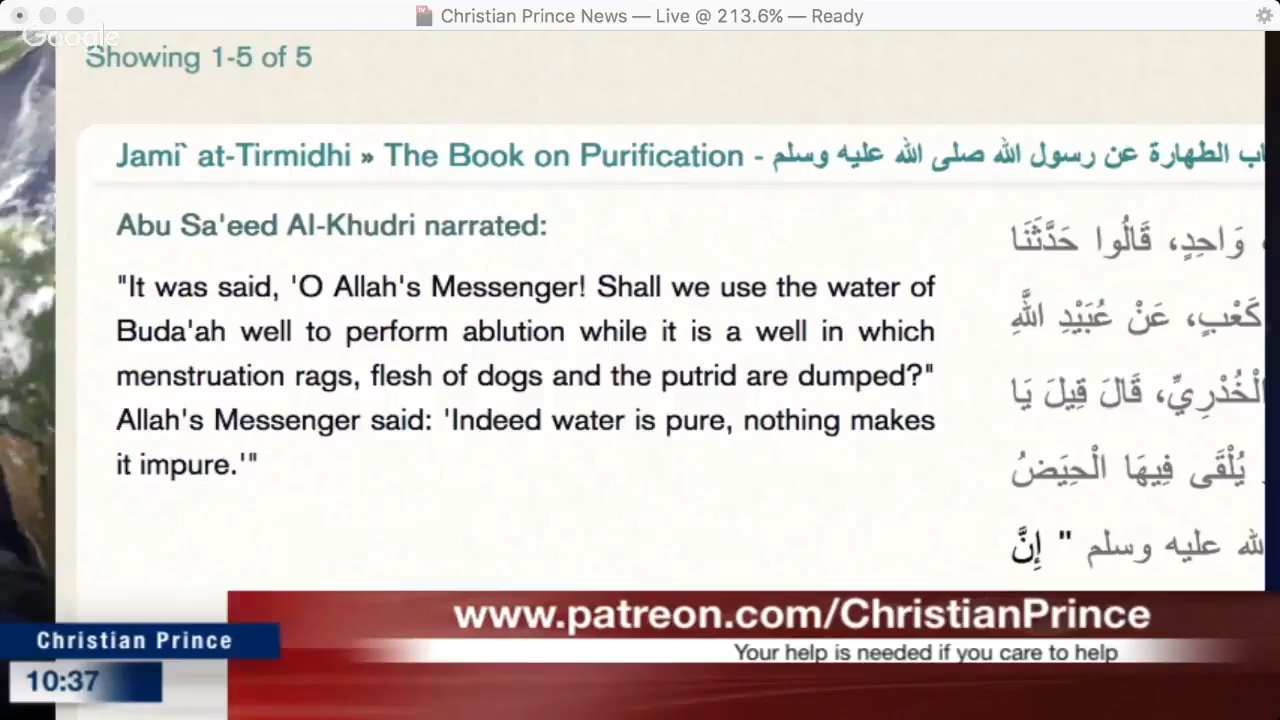 Christian Prince News — Live @ 213.6% — Ready
Google
Showing 1-5 of 5
Jami` at-Tirmidhi » The Book on Purification - اب الطهارة عن رسول الله صلى الله عليه وسلم
Abu Sa'eed Al-Khudri narrated:
"It was said, 'O Allah's Messenger! Shall we use the water of
Buda'ah well to perform ablution while it is a well in which
menstruation rags, flesh of dogs and the putrid are dumped?"
Allah's Messenger said: 'Indeed water is pure, nothing makes
it impure.'"
وَاحِدٍ، قَالُوا حَدَّثَنَا
كَعْبٍ، عَنْ عُبَيْدِ اللَّهِ
الْخُدْرِيِّ، قَالَ قِيلَ يَا
يُلْقَى فِيهَا الْحِيَضُ
لله عليه وسلم " إِنَّ
www.patreon.com/ChristianPrince
Your help is needed if you care to help
Christian Prince
10:37